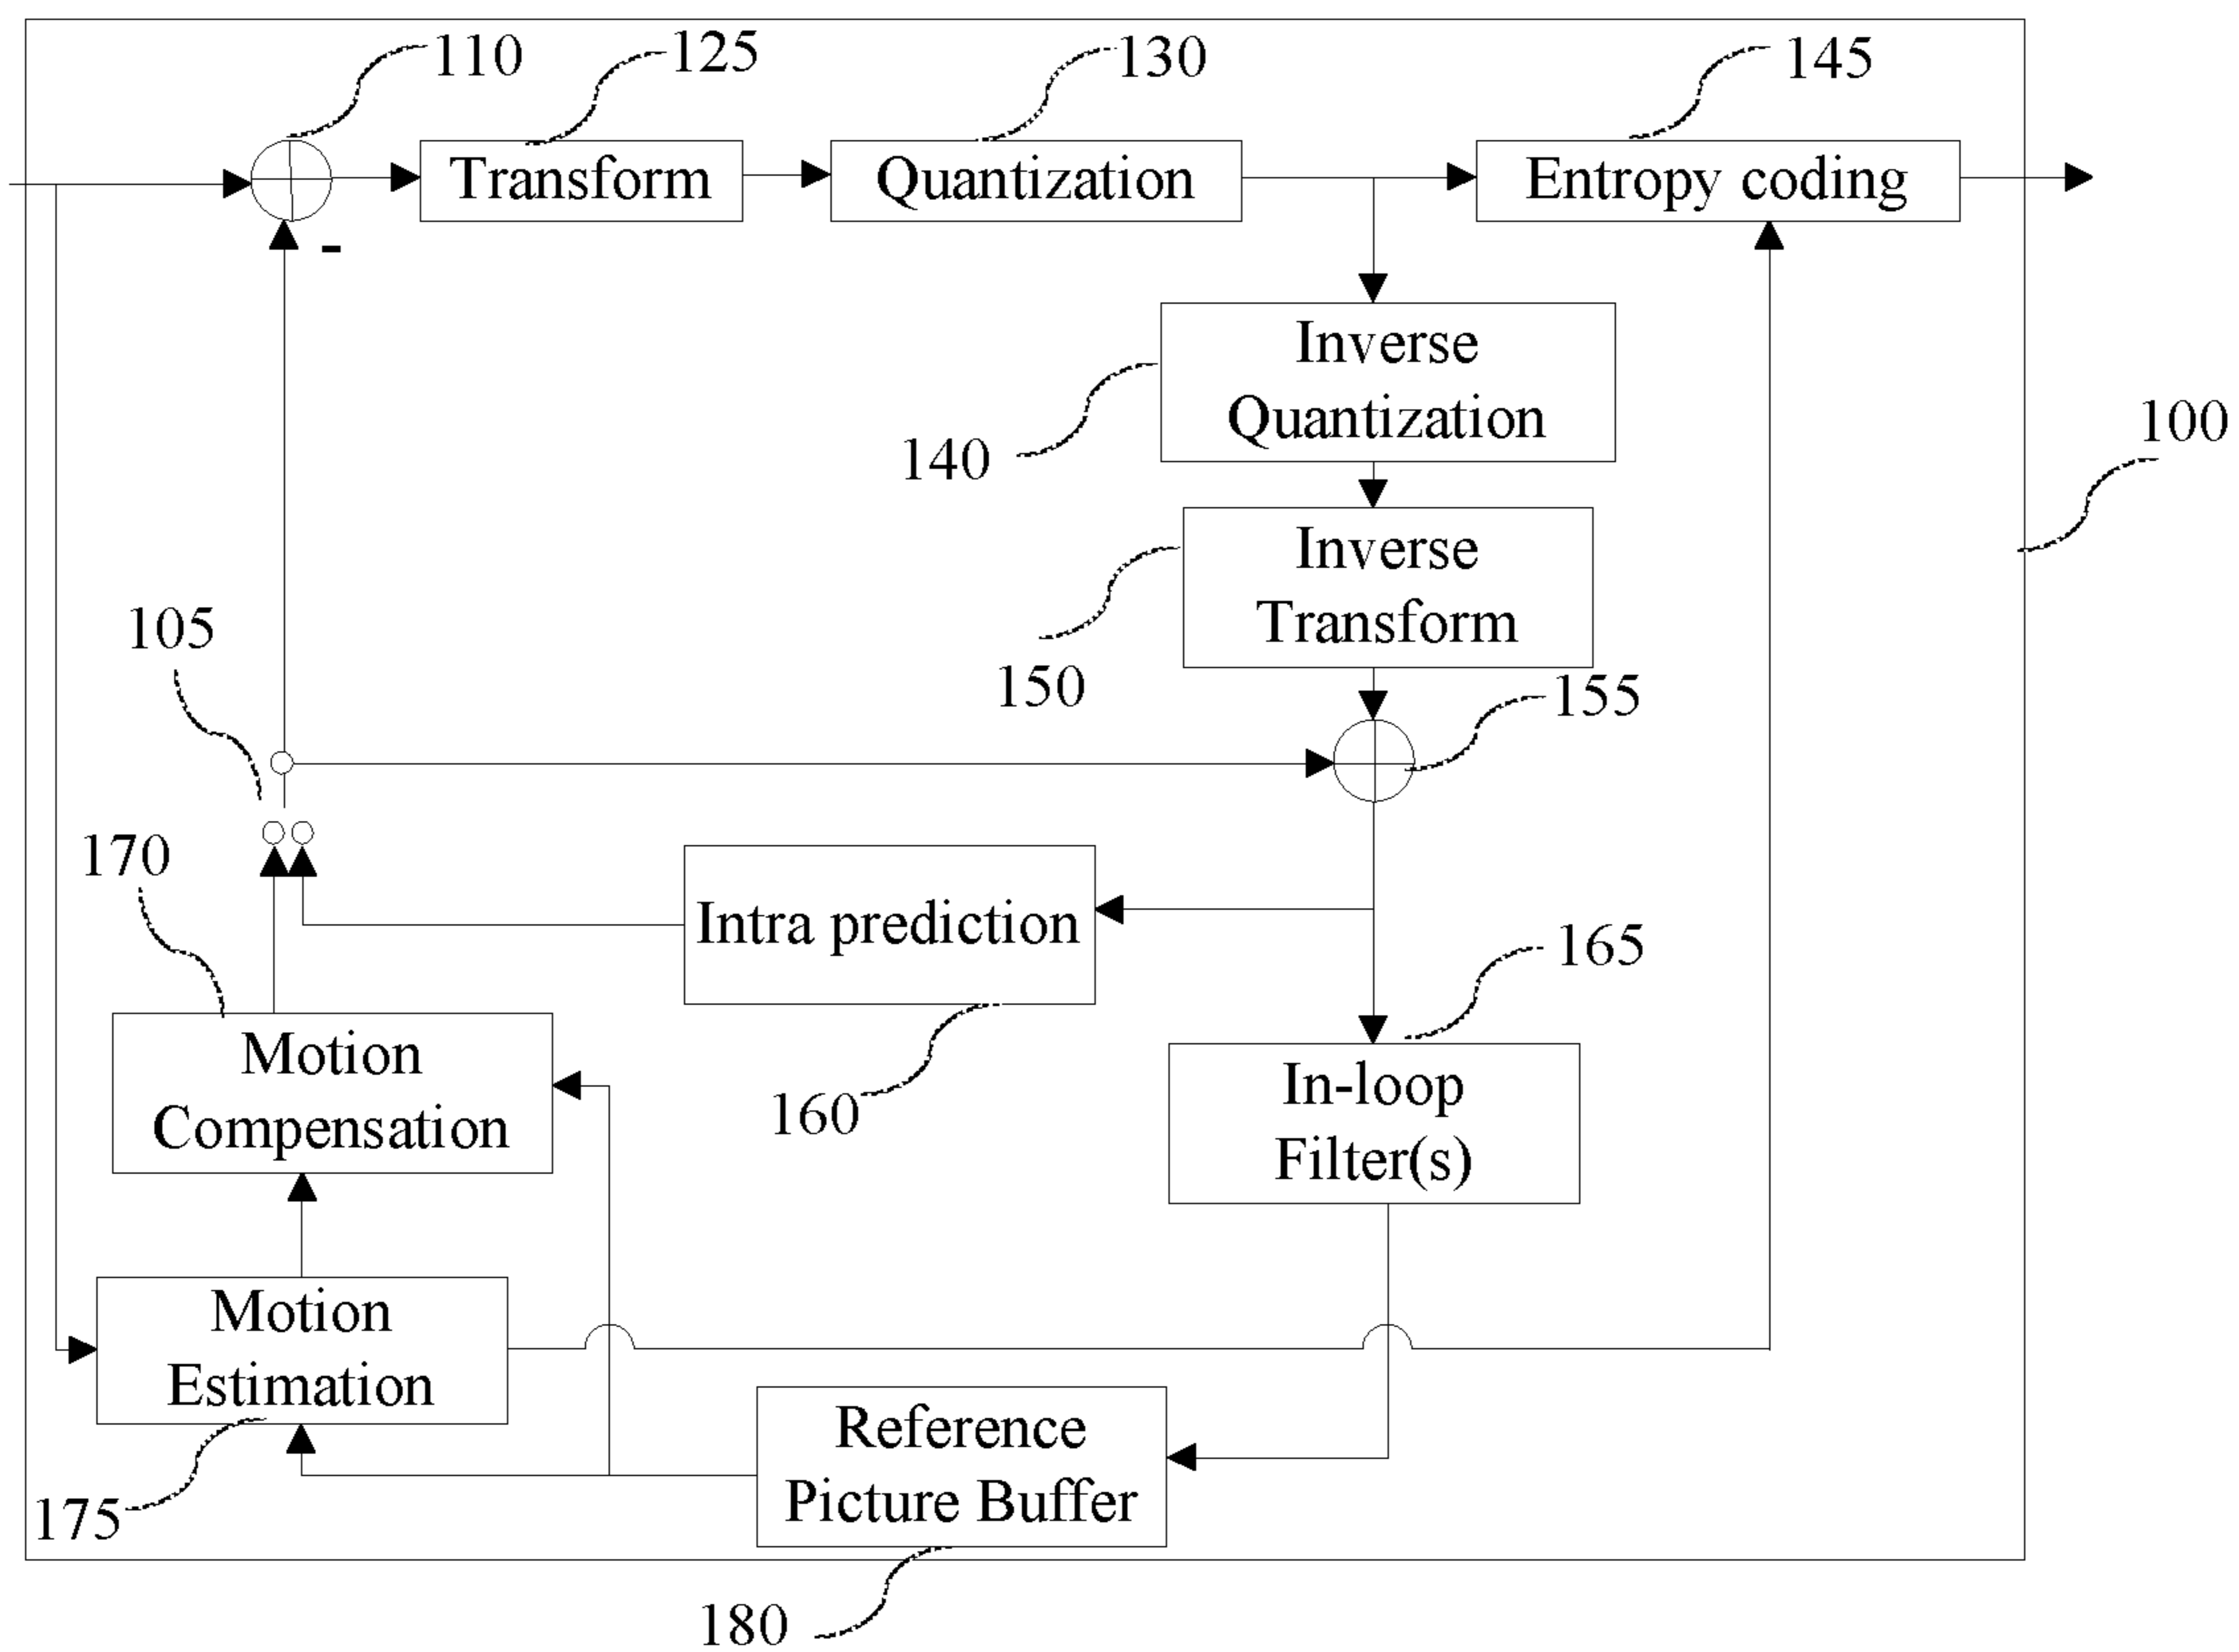 110
125
130
145
Transform
Quantization
Entropy coding
-
Inverse
Quantization
140
100
Inverse
Transform
150
105
155
170
Intra prediction
165
Motion
Compensation
160
In-loop
Filter(s)
Motion
Estimation
Reference
Picture Buffer
175
180